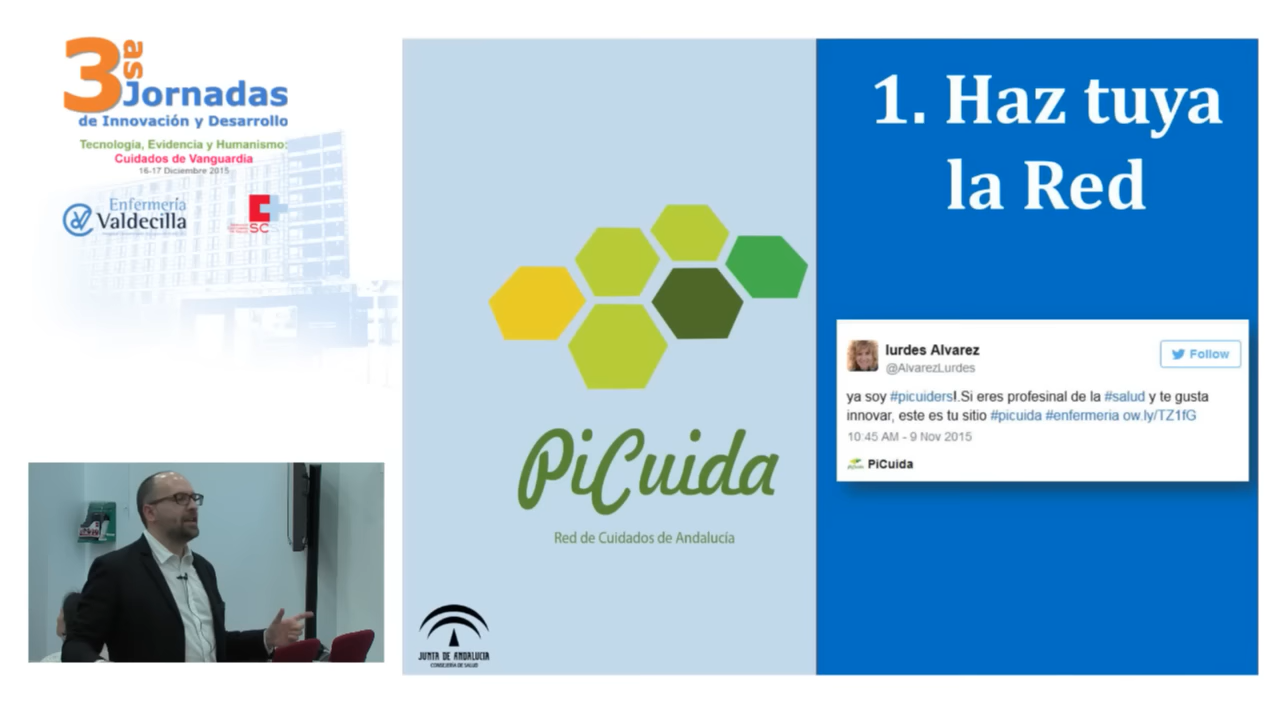 3as Jornadas
de Innovación y Desarrollo
Tecnología, Evidencia y Humanismo:
Cuidados de Vanguardia
16-17 Diciembre 2015
Enfermería
Valdecilla
SC
PiCuida
Red de Cuidados de Andalucía
JUNTA DE ANDALUCIA
CONSEJERIA DE SALUD
1. Haz tuya
la Red
lurdes Alvarez
@AlvarezLurdes
Follow
ya soy #picuiders!.Si eres profesinal de la #salud y te gusta
innovar, este es tu sitio #picuida #enfermeria ow.ly/TZ1fG
10:45 AM - 9 Nov 2015
PiCuida